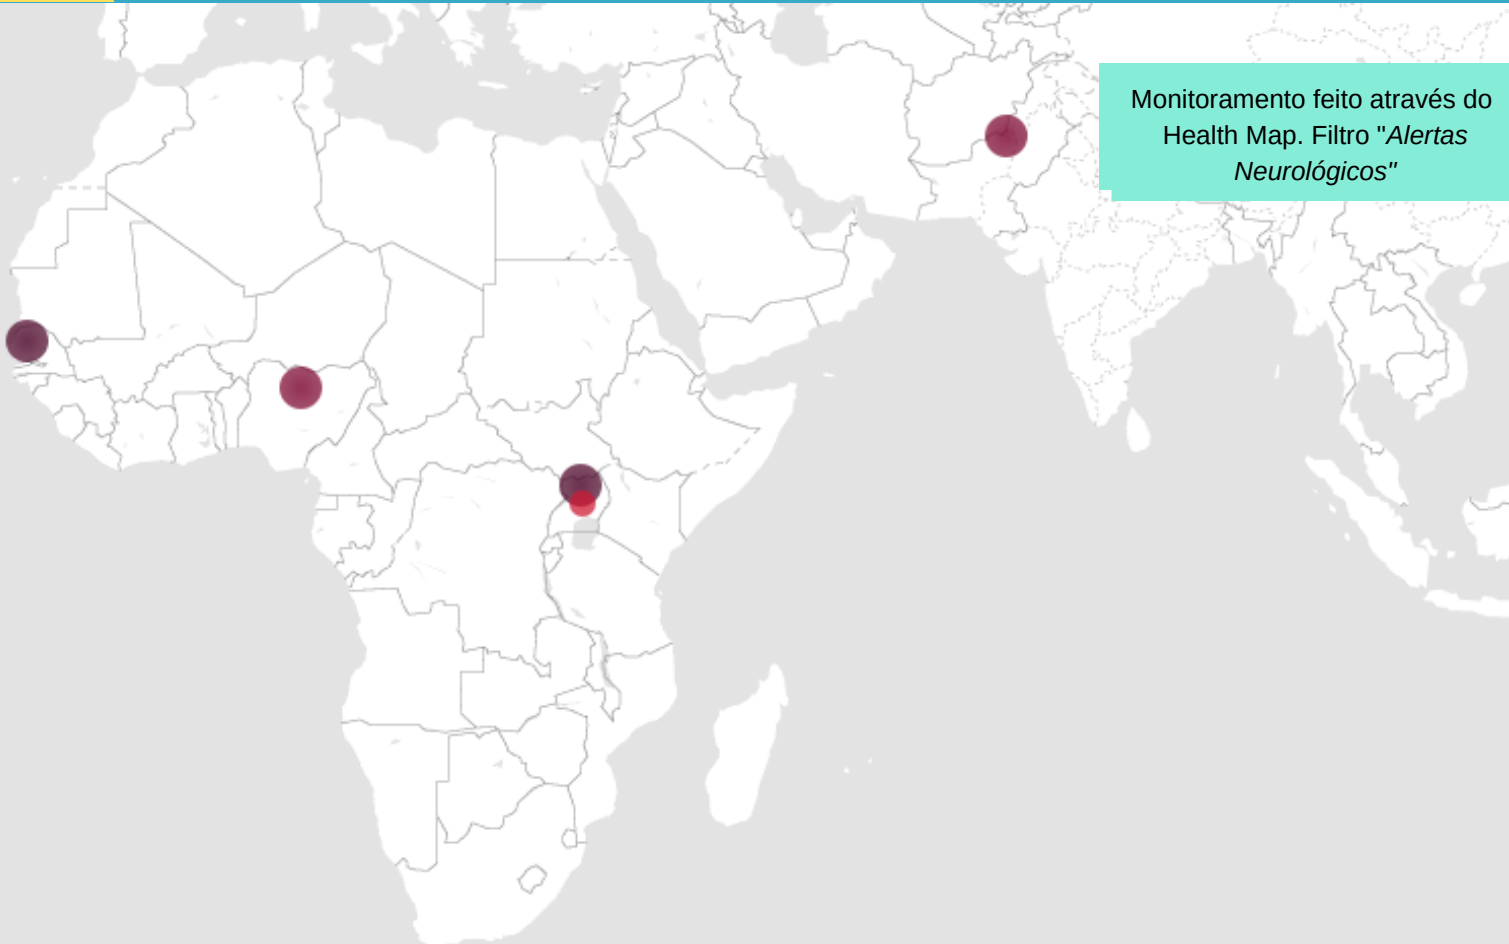 Monitoramento feito através do
Health Map. Filtro "Alertas
Neurológicos"